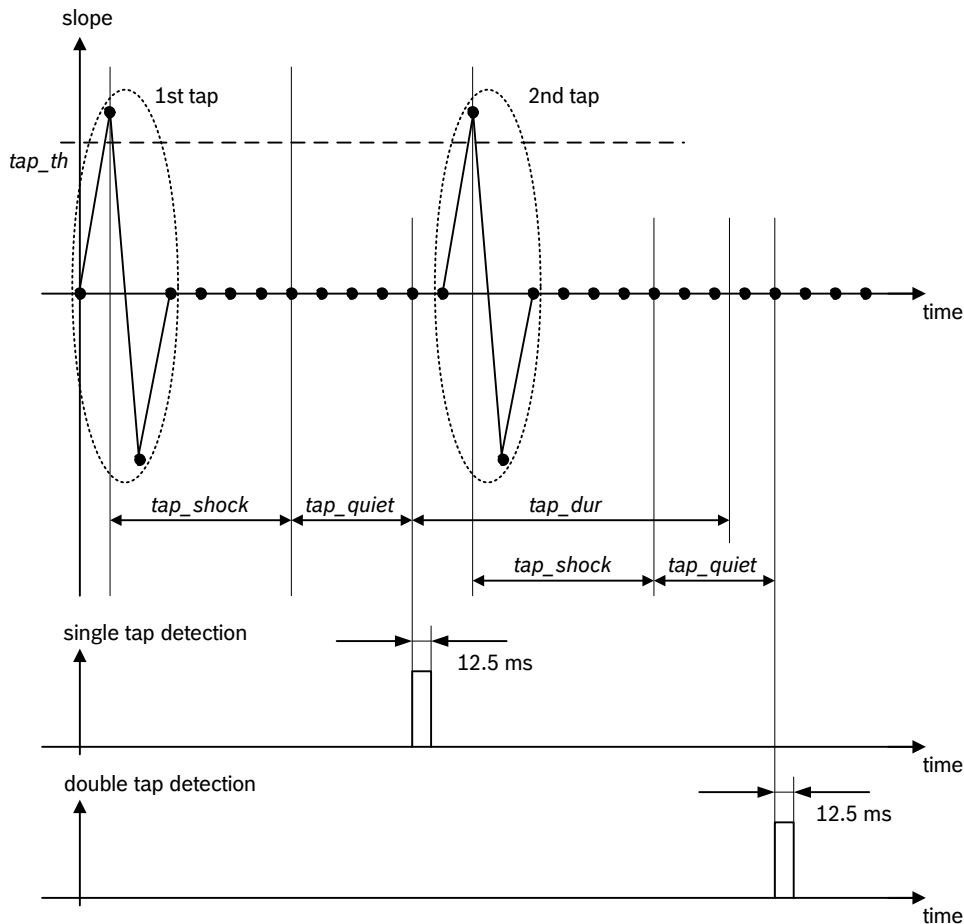 slope
1st tap
2nd tap
tap_th
time
tap_shock
tap_quiet
tap_dur
tap_shock
tap_quiet
single tap detection
12.5 ms
time
double tap detection
12.5 ms
time